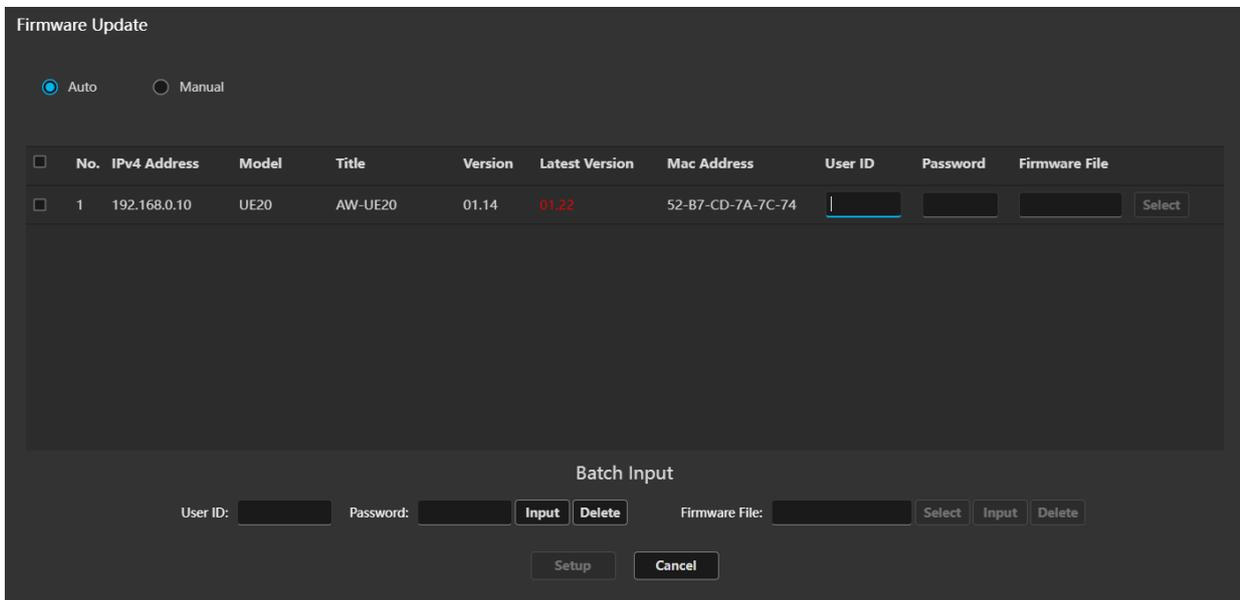 Firmware Update
Auto Manual
No. IPv4 Address Model Title Version Latest Version Mac Address User ID Password Firmware File
1 192.168.0.10 UE20 AW-UE20 01.14 01.22 52-B7-CD-7A-7C-74 Select
Batch Input
User ID: Password: Input Delete Firmware File: Select Input Delete
Setup Cancel